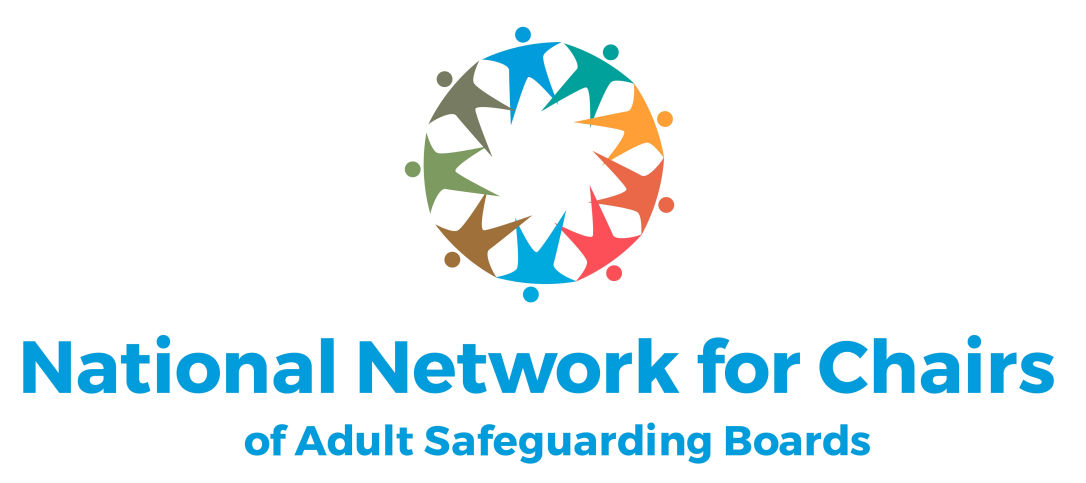 National Network for Chairs
of Adult Safeguarding Boards